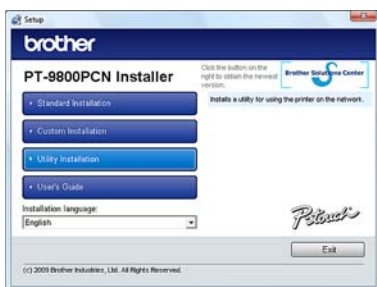 Setup
brother
PT-9800PCN Installer
Click the button on the
right to obtain the newest
version.
Brother Solutions Center
Installs a utility for using the printer on the network.
Standard Installation
Custom Installation
Utility Installation
User's Guide
Installation language:
English
P-touch
Exit
(c) 2009 Brother Industries, Ltd. All Rights Reserved.